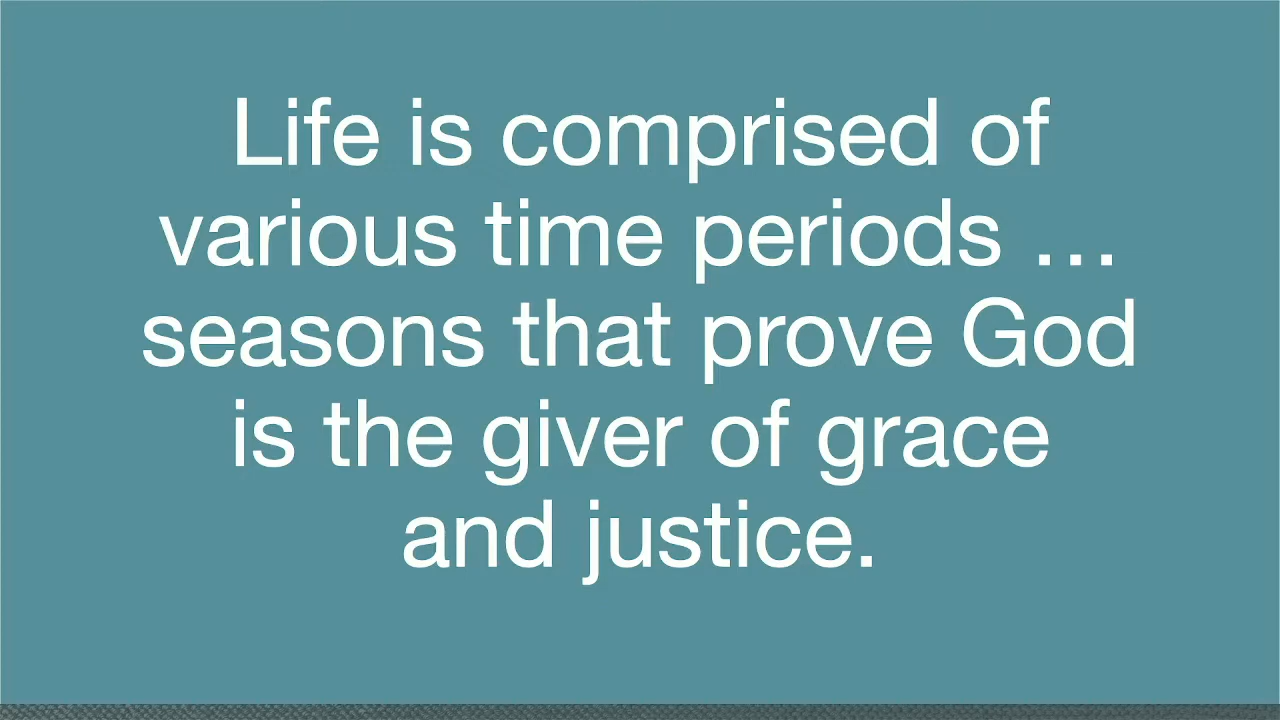 Life is comprised of
various time periods …
seasons that prove God
is the giver of grace
and justice.